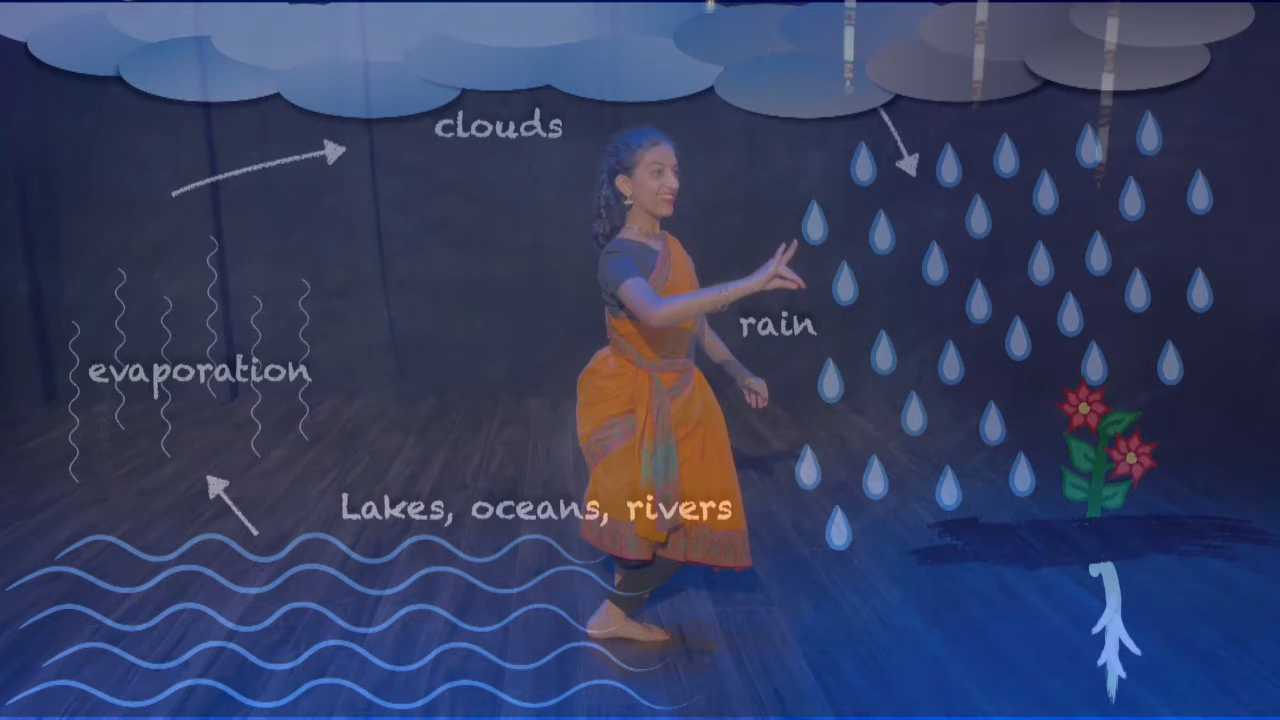 clouds
rain
evaporation
Lakes, oceans, rivers